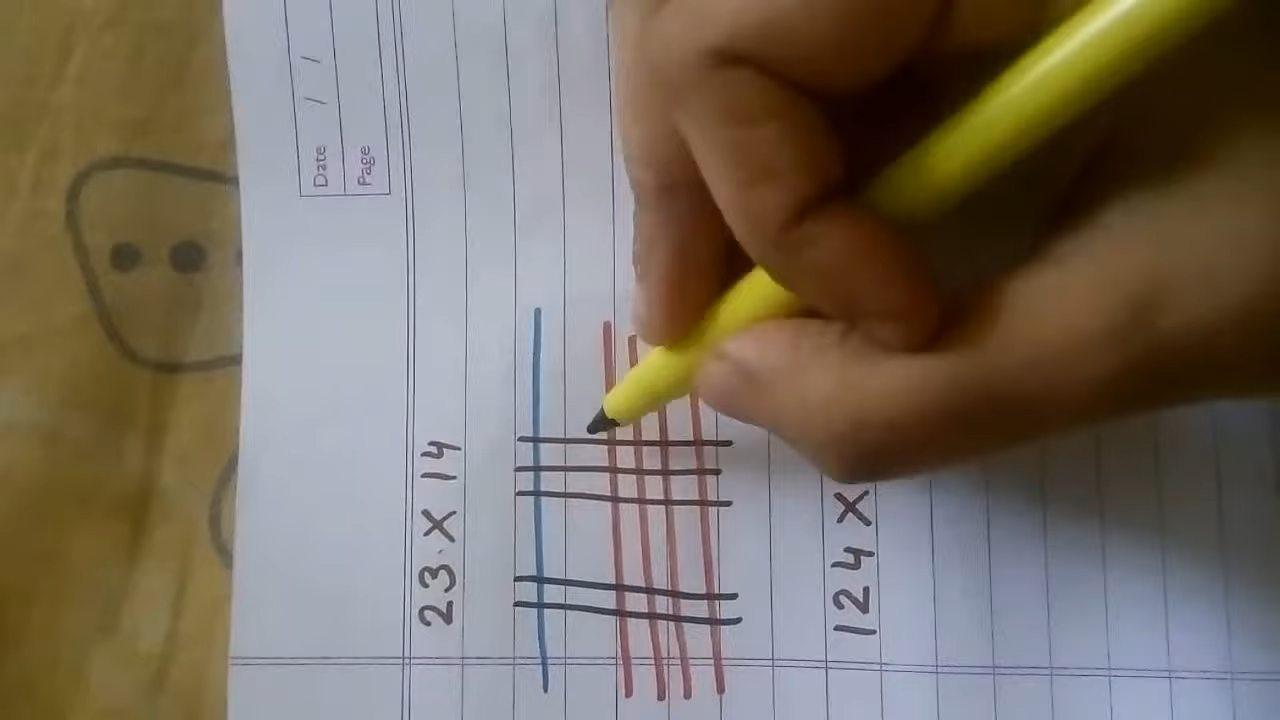 Date / /
Page
23 . X 14
124 X